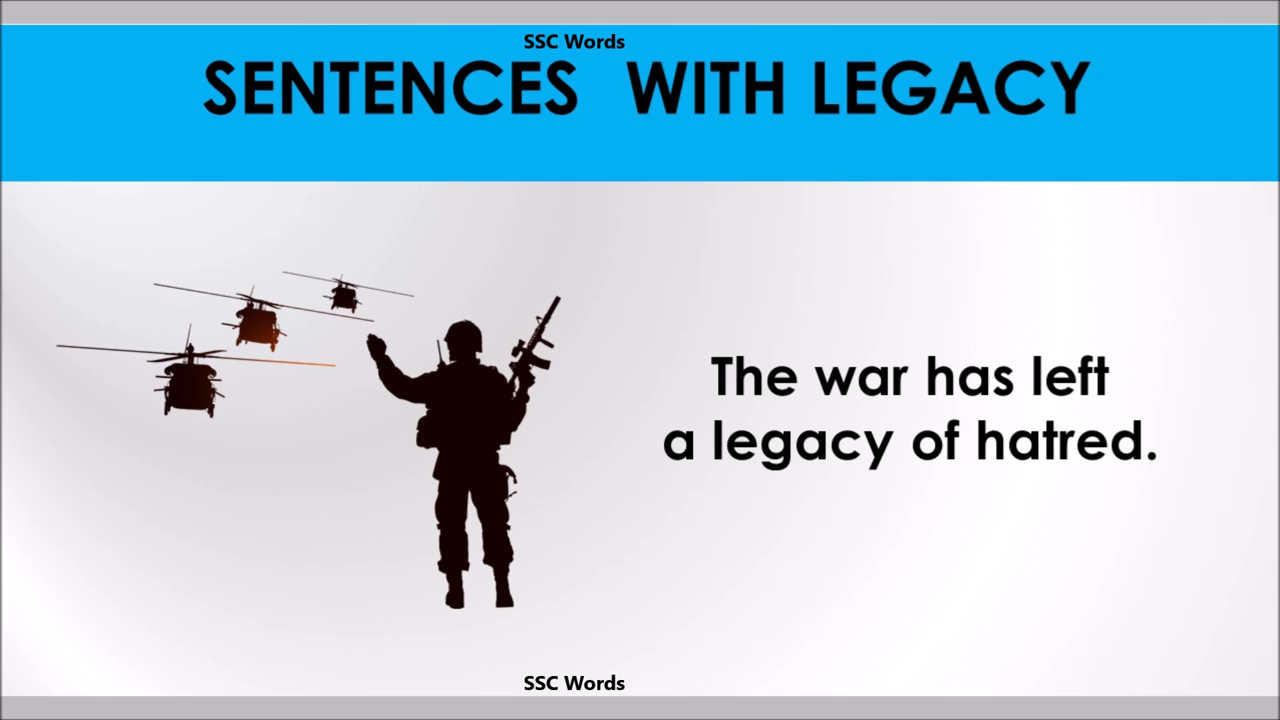 SSC Words
SENTENCES WITH LEGACY
The war has left
a legacy of hatred.
SSC Words